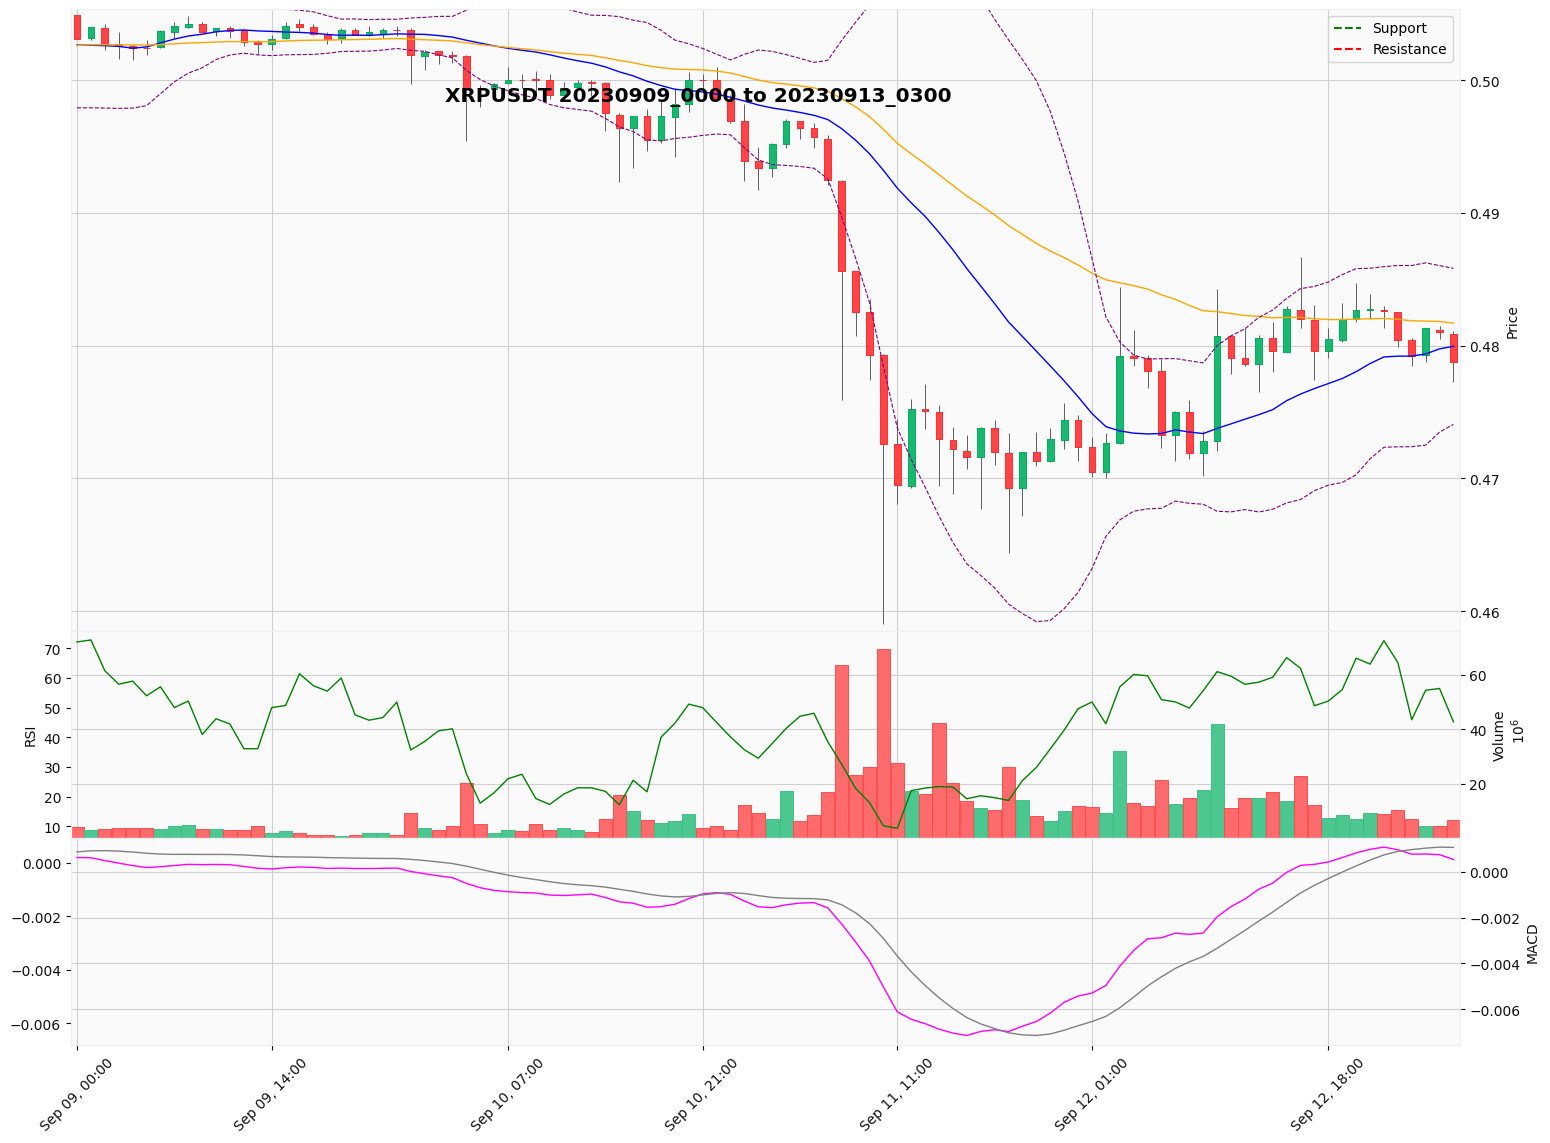 XRPUSDT 20230909_0000 to 20230913_0300
Support
Resistance
0.50
0.49
0.48
0.47
0.46
Price
70
60
50
40
30
20
10
RSI
60
40
20
Volume
10^6
0.000
−0.002
−0.004
−0.006
0.000
−0.002
−0.004
−0.006
MACD
Sep 09, 00:00
Sep 09, 14:00
Sep 10, 07:00
Sep 10, 21:00
Sep 11, 11:00
Sep 12, 01:00
Sep 12, 18:00